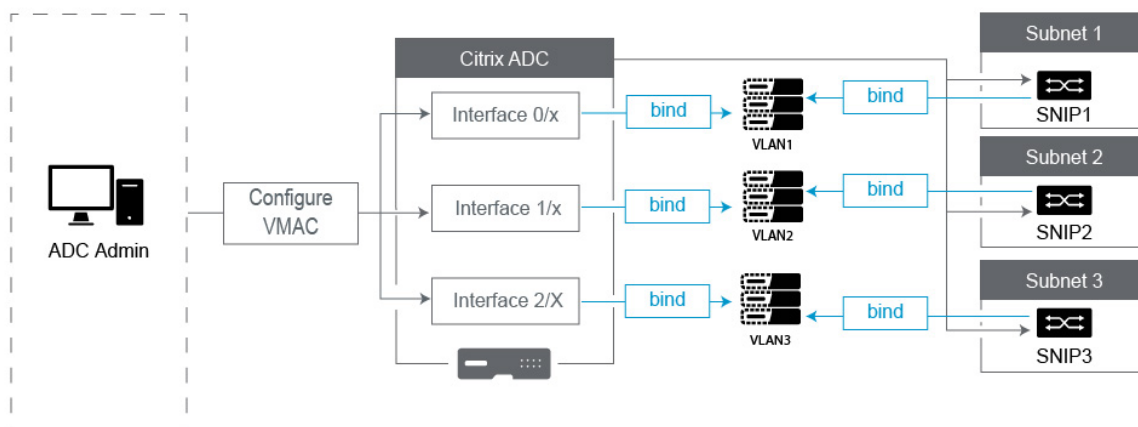 ADC Admin
Configure
VMAC
Citrix ADC
Interface 0/x
Interface 1/x
Interface 2/X
bind
bind
bind
VLAN1
VLAN2
VLAN3
bind
bind
bind
Subnet 1
SNIP1
Subnet 2
SNIP2
Subnet 3
SNIP3